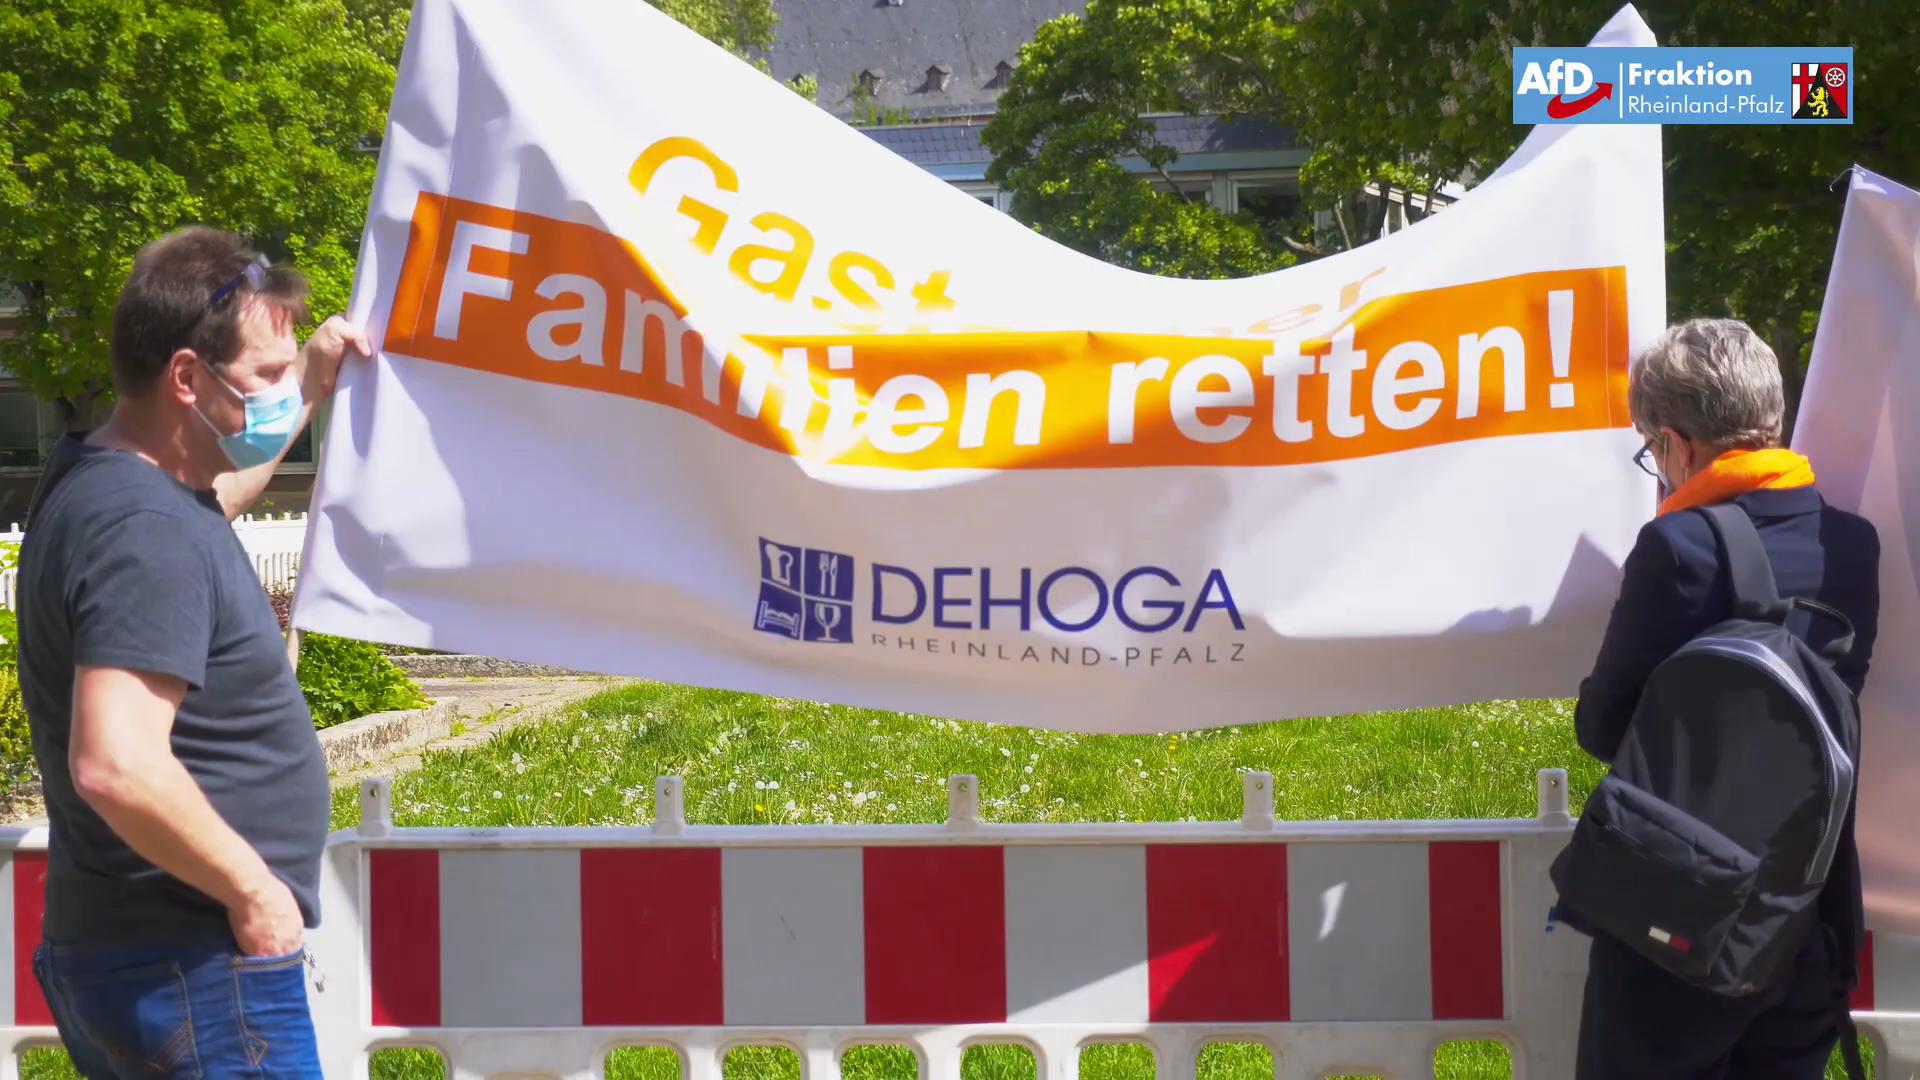 AfD Fraktion
Rheinland-Pfalz
Familien retten!
DEHOGA
RHEINLAND-PFALZ